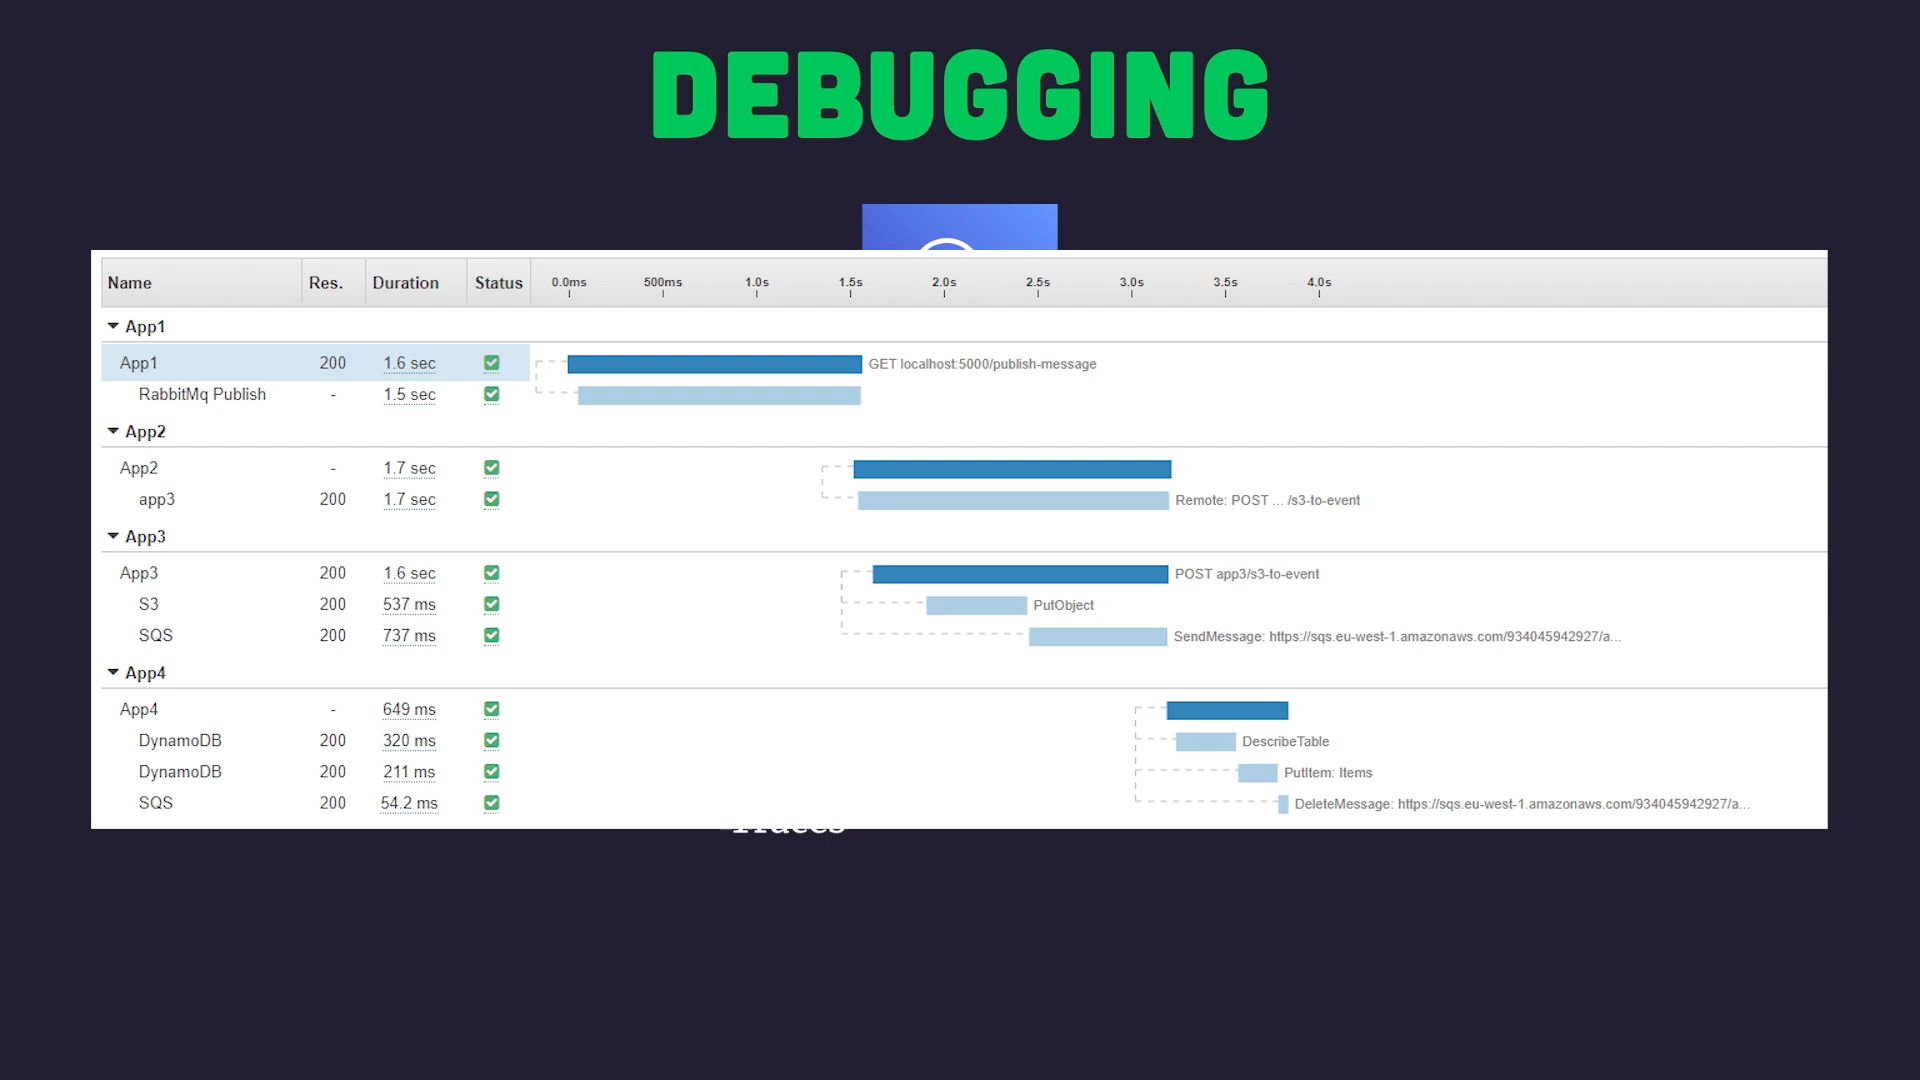 DEBUGGING
Name Res. Duration Status 0.0ms 500ms 1.0s 1.5s 2.0s 2.5s 3.0s 3.5s 4.0s
App1
App1 200 1.6 sec GET localhost:5000/publish-message
RabbitMq Publish - 1.5 sec
App2
App2 - 1.7 sec
app3 200 1.7 sec Remote: POST ... /s3-to-event
App3
App3 200 1.6 sec POST app3/s3-to-event
S3 200 537 ms PutObject
SQS 200 737 ms SendMessage: https://sqs.eu-west-1.amazonaws.com/934045942927/a...
App4
App4 - 649 ms
DynamoDB 200 320 ms DescribeTable
DynamoDB 200 211 ms PutItem: Items
SQS 200 54.2 ms DeleteMessage: https://sqs.eu-west-1.amazonaws.com/934045942927/a...